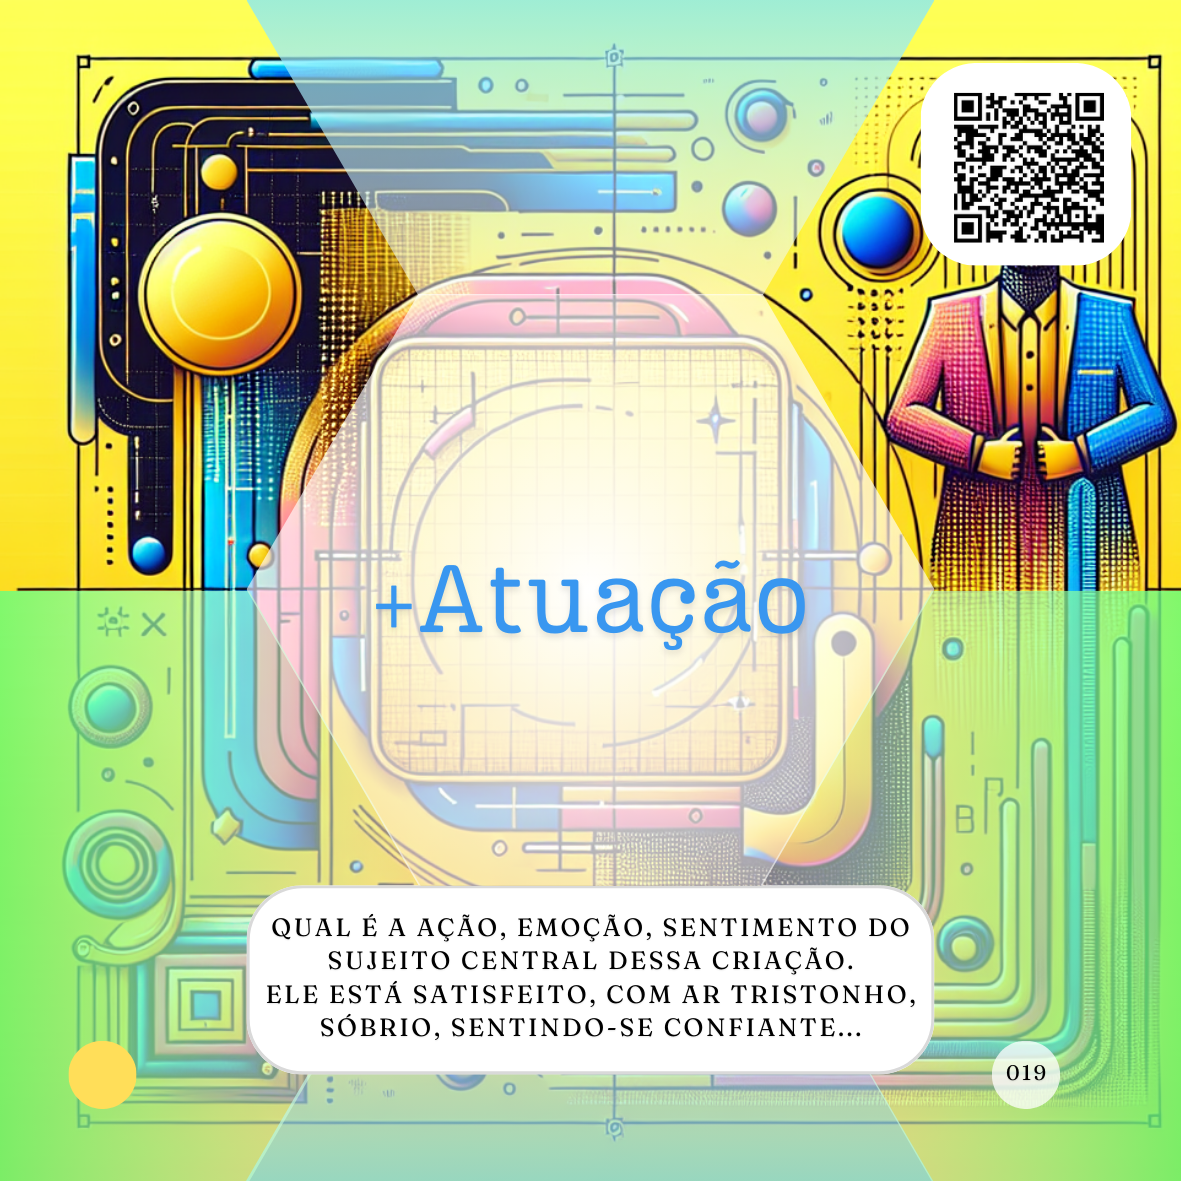 +Atuação
QUAL É A AÇÃO, EMOÇÃO, SENTIMENTO DO
SUJEITO CENTRAL DESSA CRIAÇÃO.
ELE ESTÁ SATISFEITO, COM AR TRISTONHO,
SÓBRIO, SENTINDO-SE CONFIANTE...
019